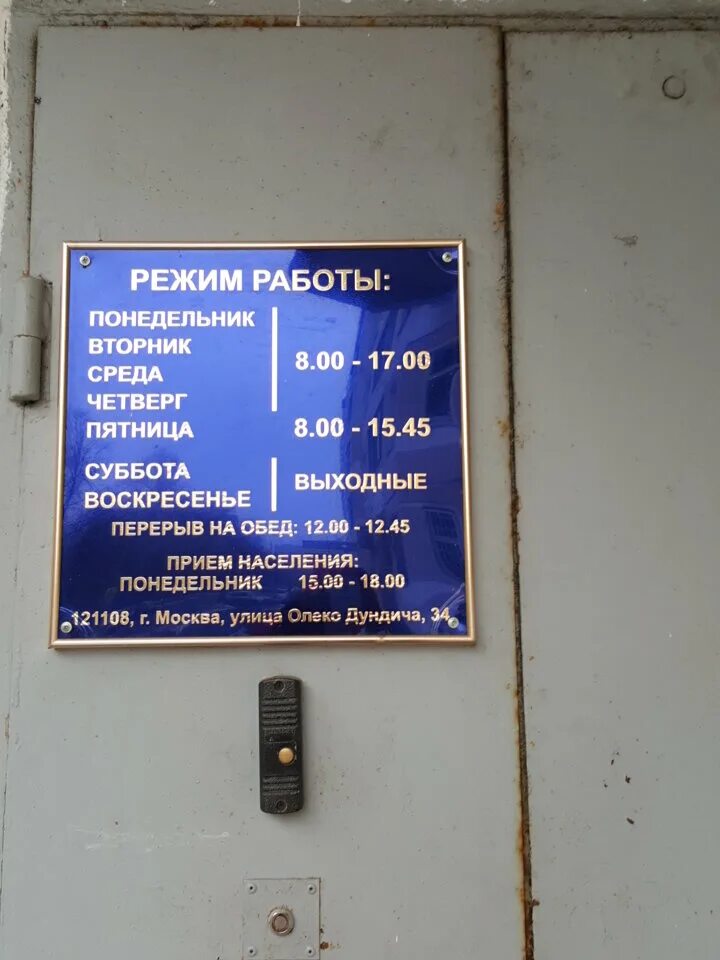 РЕЖИМ РАБОТЫ:
ПОНЕДЕЛЬНИК
ВТОРНИК
СРЕДА
ЧЕТВЕРГ
8.00 - 17.00
ПЯТНИЦА 8.00 - 15.45
СУББОТА
ВОСКРЕСЕНЬЕ
ВЫХОДНЫЕ
ПЕРЕРЫВ НА ОБЕД: 12.00 - 12.45
ПРИЕМ НАСЕЛЕНИЯ:
ПОНЕДЕЛЬНИК 15.00 - 18.00
121108, г. Москва, улица Олеко Дундича, 34